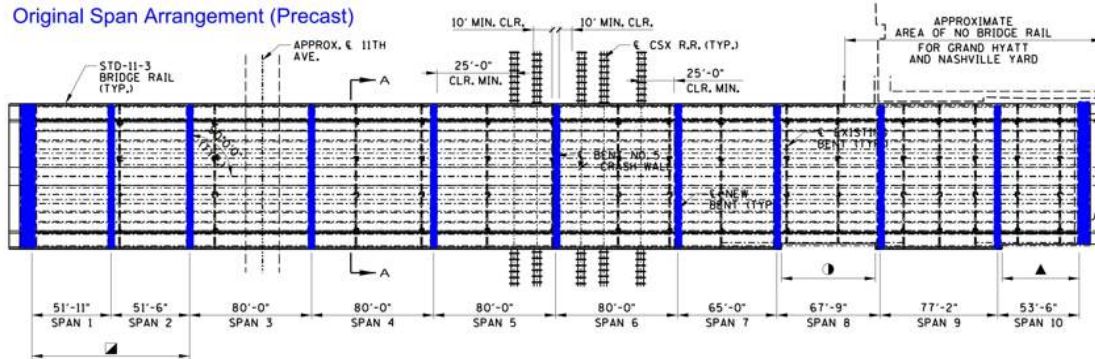 Original Span Arrangement (Precast)
10'MIN.CLR.
10'MIN.CLR.
APPROXIMATE
AREA OF NO BRIDGE RAIL
FOR GRAND HYATT
AND NASHVILLE YARD
APPROX. ℄ 11TH
AVE.
℄ CSX R.R.(TYP.)
STD-11-3
BRIDGE RAIL
(TYP.)
A
25'-0"
CLR. MIN.
25'-0"
CLR. MIN.
℄ EXISTING
BENT (TYP.)
℄ BENT NO.5
CRASH WALL
℄ NEW
BENT (TYP
A
51'-11"
51'-6"
80'-0"
80'-0"
80'-0"
80'-0"
65'-0"
67'-9"
77'-2"
53'-6"
SPAN 1
SPAN 2
SPAN 3
SPAN 4
SPAN 5
SPAN 6
SPAN 7
SPAN 8
SPAN 9
SPAN 10